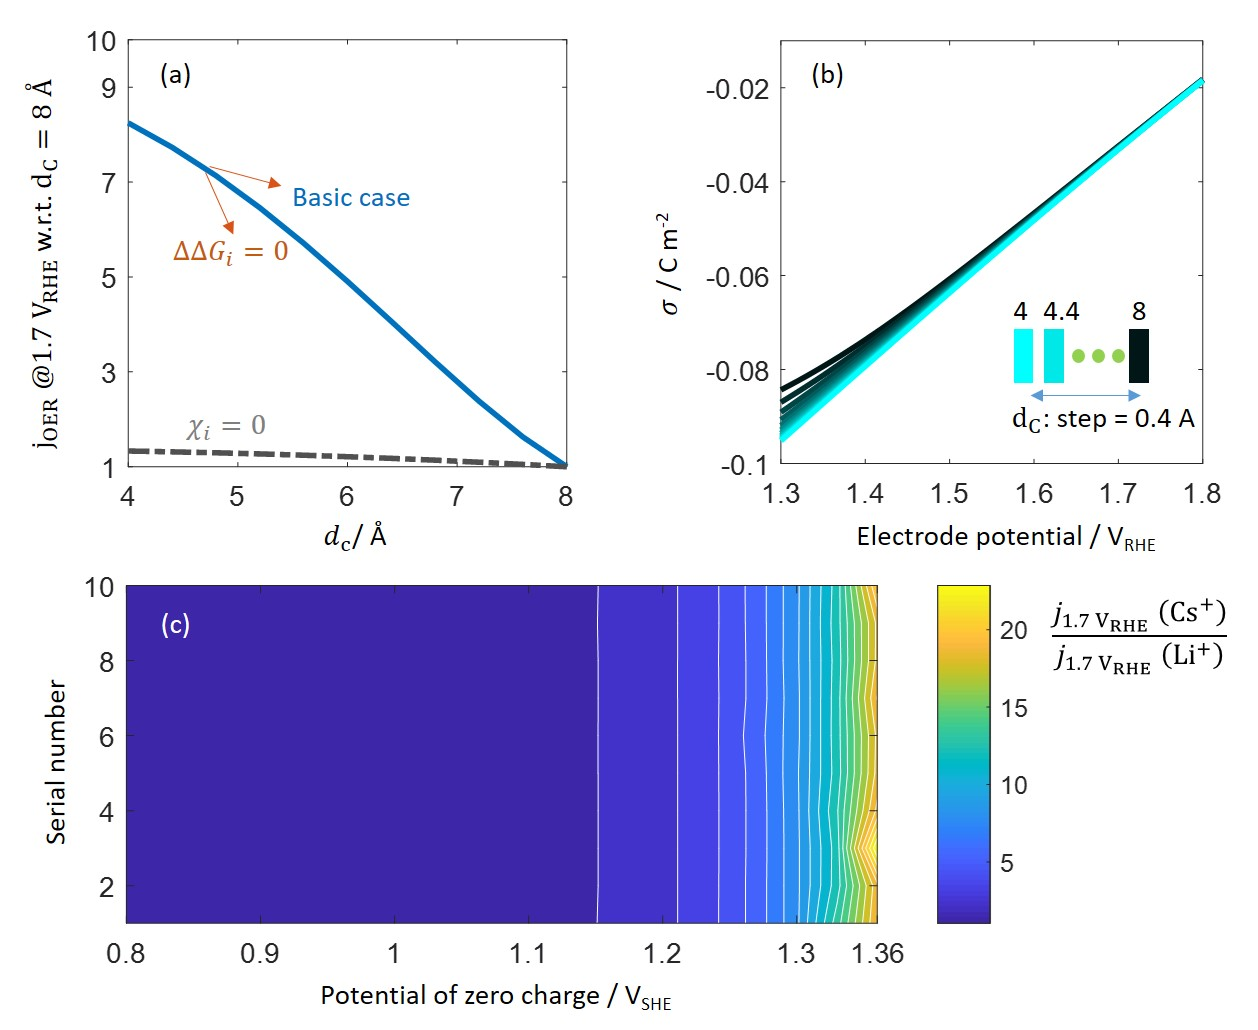 (a)
10
9
7
5
3
1
4
5
6
7
8
j_OER @1.7 V_RHE w.r.t. d_C = 8 Å
d_c/ Å
Basic case
ΔΔG_i = 0
χ_i = 0
(b)
-0.02
-0.04
-0.06
-0.08
-0.1
1.3
1.4
1.5
1.6
1.7
1.8
σ / C m⁻²
Electrode potential / V_RHE
4 4.4 8
d_C: step = 0.4 A
(c)
10
8
6
4
2
0.8
0.9
1
1.1
1.2
1.3
1.36
Serial number
Potential of zero charge / V_SHE
20
15
10
5
j_1.7 V_RHE (Cs⁺)
j_1.7 V_RHE (Li⁺)